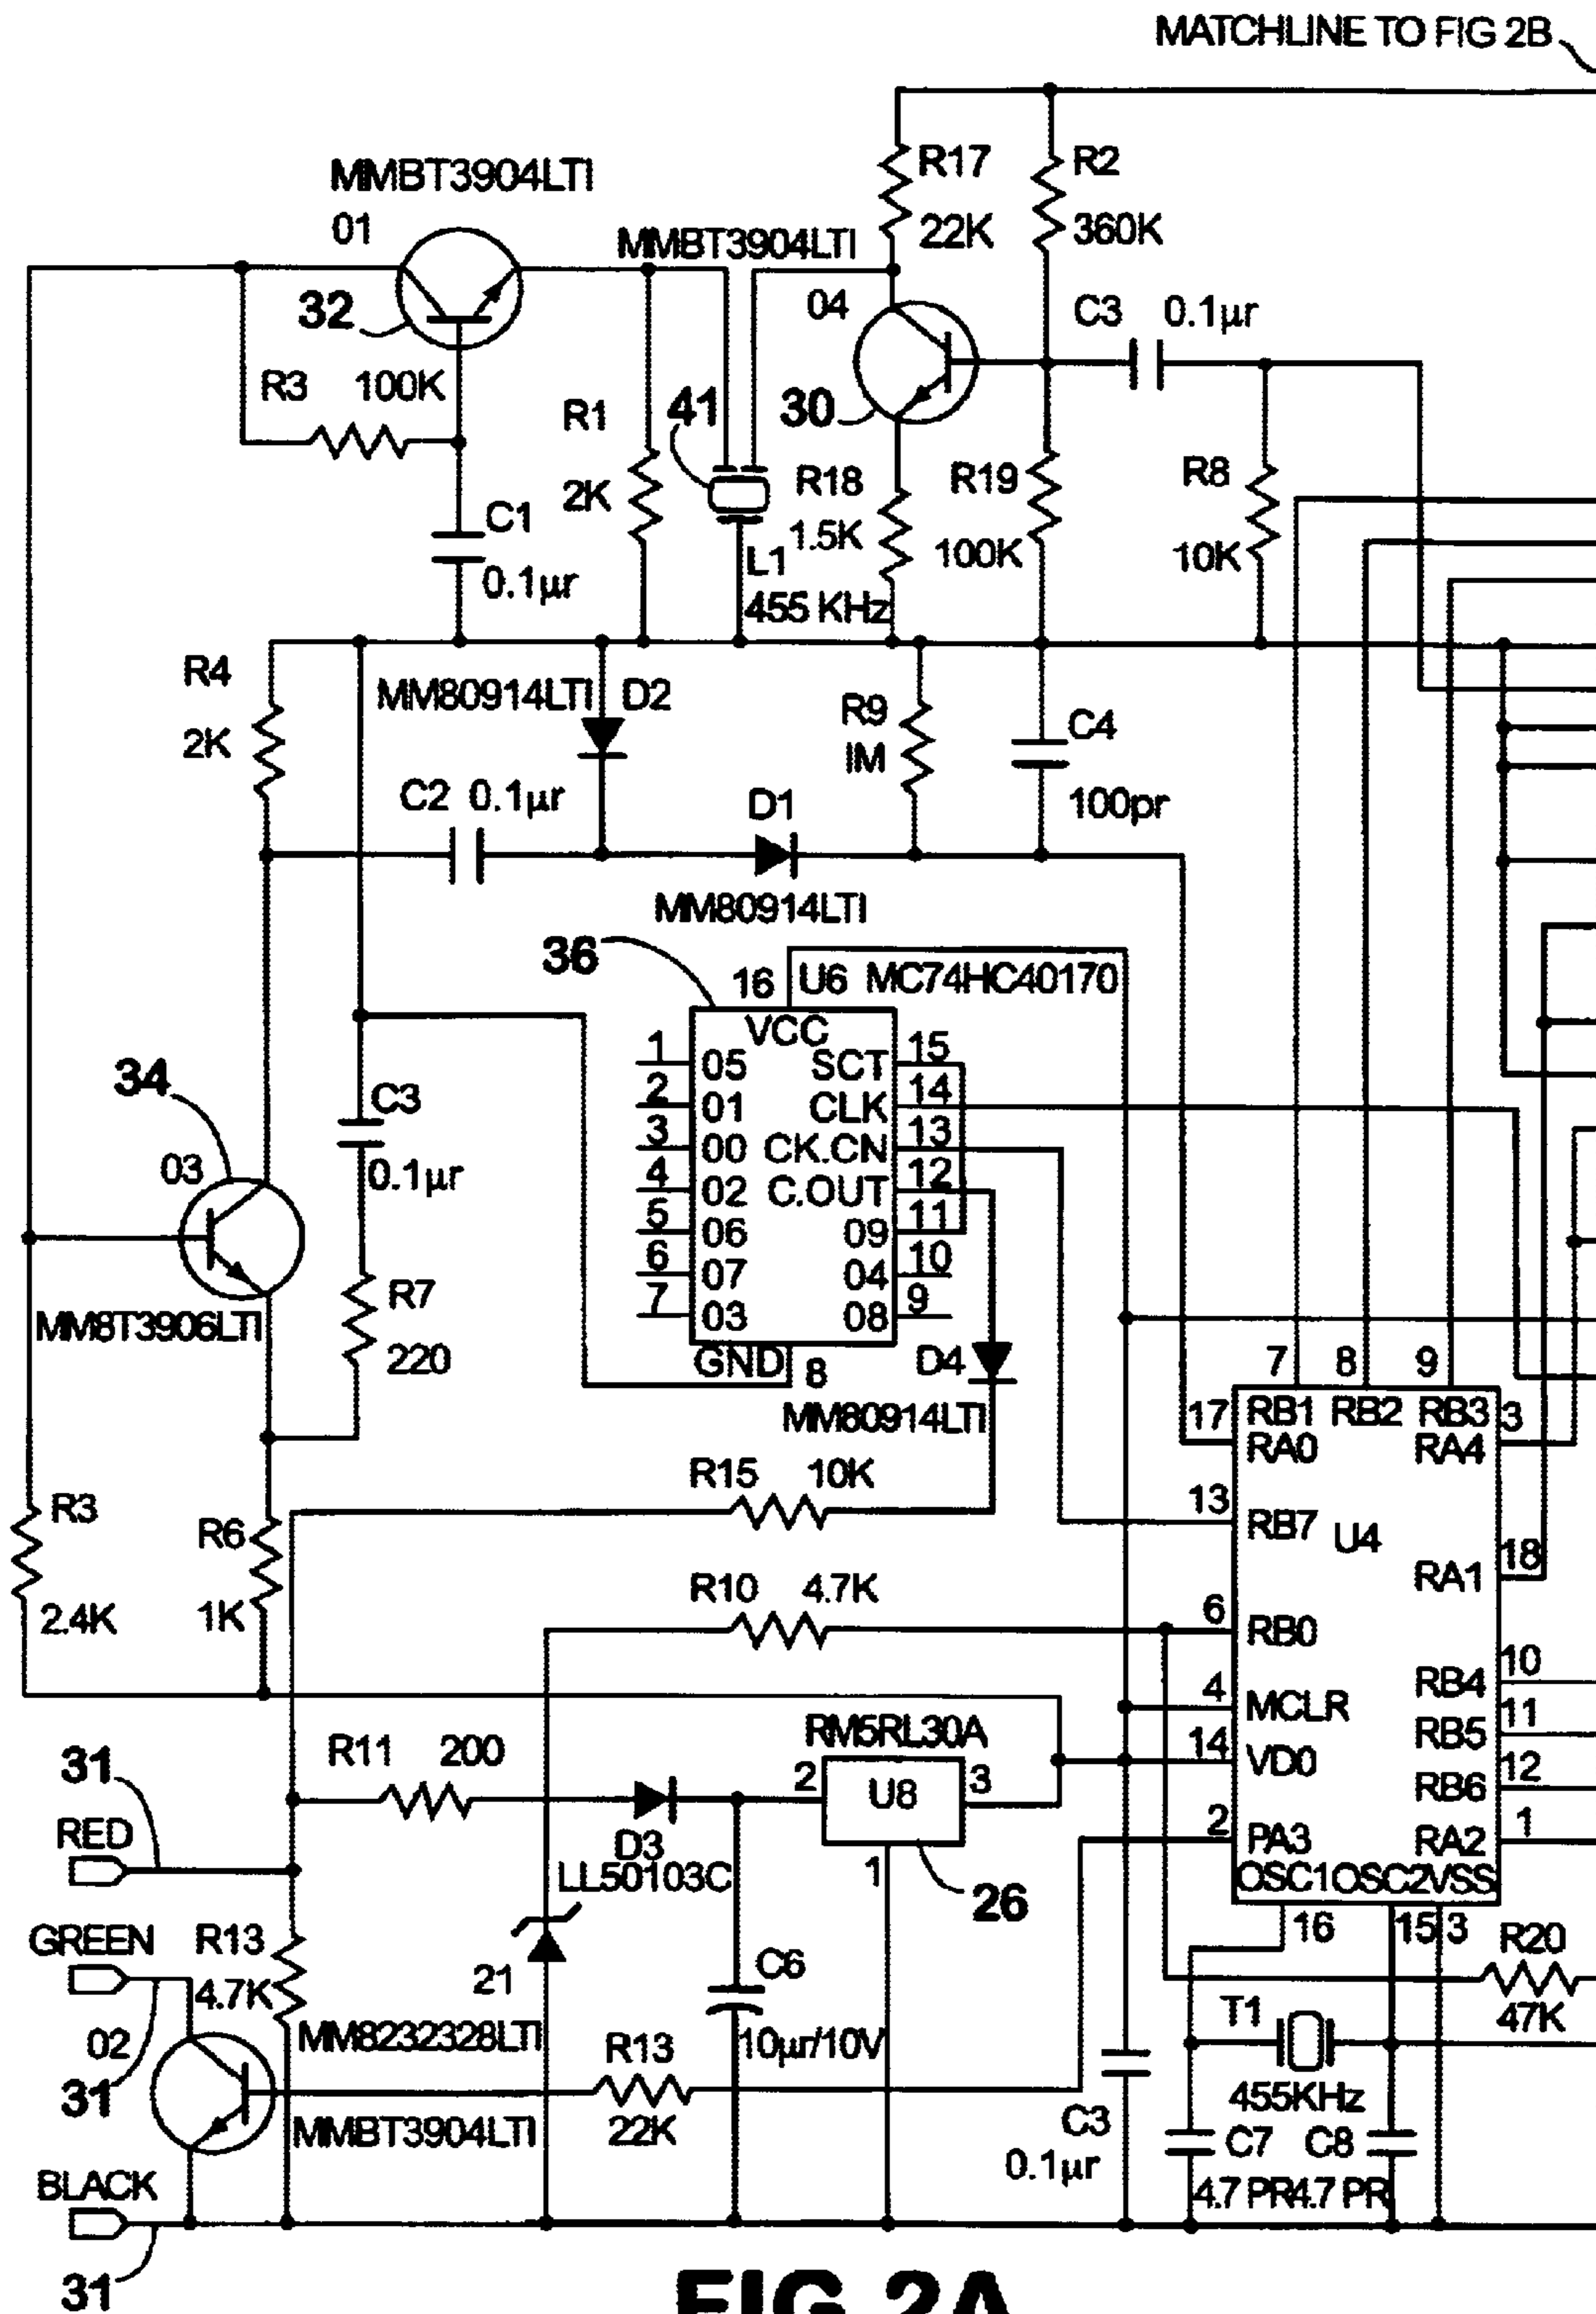 MATCHLINE TO FIG 2B
R17
22K
R2
360K
MMBT3904LTI
01
32
MMBT3904LTI
04
C3 0.1µr
R3 100K
R1
2K
41
30
R18
1.5K
R19
100K
R8
10K
C1
0.1µr
L1
455 KHz
R4
2K
MM80914LTI D2
R9
IM
C4
100pr
C2 0.1µr
D1
MM80914LTI
36
16 U6 MC74HC40170
VCC
1 05 SCT 15
2 01 CLK 14
3 00 CK.CN 13
4 02 C.OUT 12
5 06 09 11
6 07 04 10
7 03 08 9
GND 8
34
03
C3
0.1µr
MM8T3906LTI
R7
220
D4
MM80914LTI
7 8 9
RB1 RB2 RB3
17 RA0 RA4 3
R15 10K
13 RB7 U4
RA1 18
R3
2.4K
R6
1K
R10 4.7K
6 RB0
4 MCLR RB4 10
RB5 11
14 VD0
RB6 12
2 PA3 RA2 1
OSC1 OSC2 VSS
16 15 3
R11 200
RM5RL30A
2 U8 3
1
26
31
RED
D3
LL50103C
GREEN
R13
4.7K
21
C6
10µr/10V
R20
47K
02
31
MM8232328LTI
R13
22K
MMBT3904LTI
T1
455KHz
C3
0.1µr
C7 C8
4.7 PR 4.7 PR
BLACK
31
FIG 2A